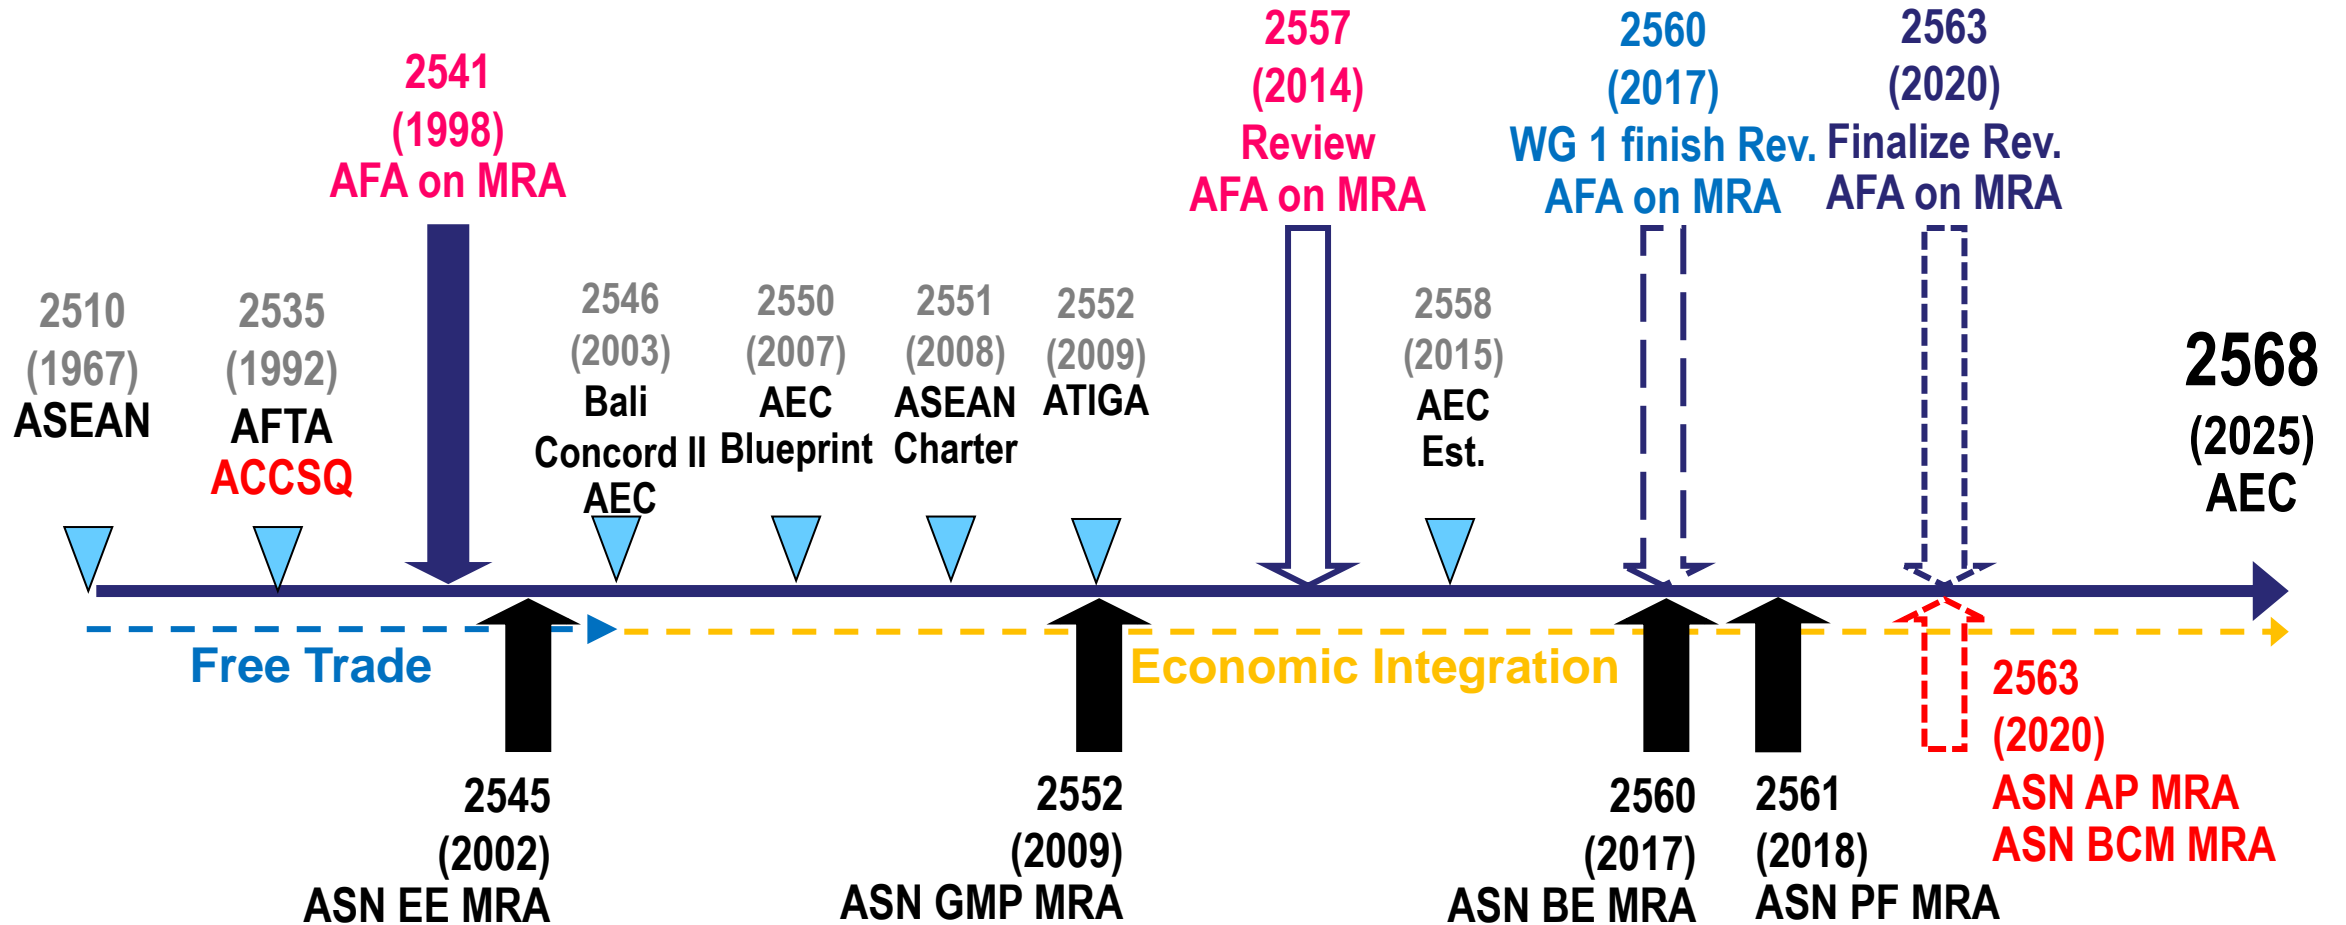 2541
(1998)
AFA on MRA
2557
(2014)
Review
AFA on MRA
2560
(2017)
WG 1 finish Rev.
AFA on MRA
2563
(2020)
Finalize Rev.
AFA on MRA
2510
(1967)
ASEAN
2535
(1992)
AFTA
ACCSQ
2546
(2003)
Bali
Concord II
AEC
2550
(2007)
AEC
Blueprint
2551
(2008)
ASEAN
Charter
2552
(2009)
ATIGA
2558
(2015)
AEC
Est.
2568
(2025)
AEC
Free Trade
Economic Integration
2545
(2002)
ASN EE MRA
2552
(2009)
ASN GMP MRA
2560
(2017)
ASN BE MRA
2561
(2018)
ASN PF MRA
2563
(2020)
ASN AP MRA
ASN BCM MRA